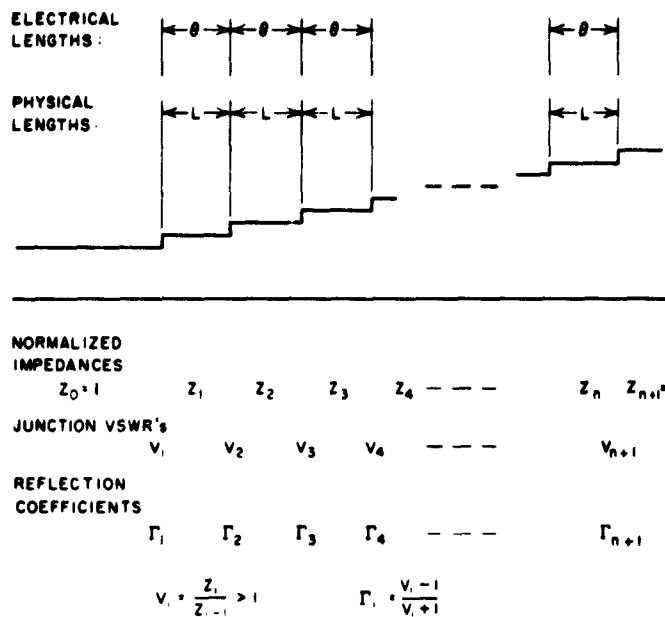 ELECTRICAL
LENGTHS:
θ θ θ θ
PHYSICAL
LENGTHS:
L L L L
NORMALIZED
IMPEDANCES
Z₀=1 Z₁ Z₂ Z₃ Z₄ — — — Zₙ Zₙ₊₁=
JUNCTION VSWR's
V₁ V₂ V₃ V₄ — — — Vₙ₊₁
REFLECTION
COEFFICIENTS
Γ₁ Γ₂ Γ₃ Γ₄ — — — Γₙ₊₁
Vᵢ = Zᵢ / Zᵢ₋₁ > 1 Γᵢ = Vᵢ−1 / Vᵢ+1